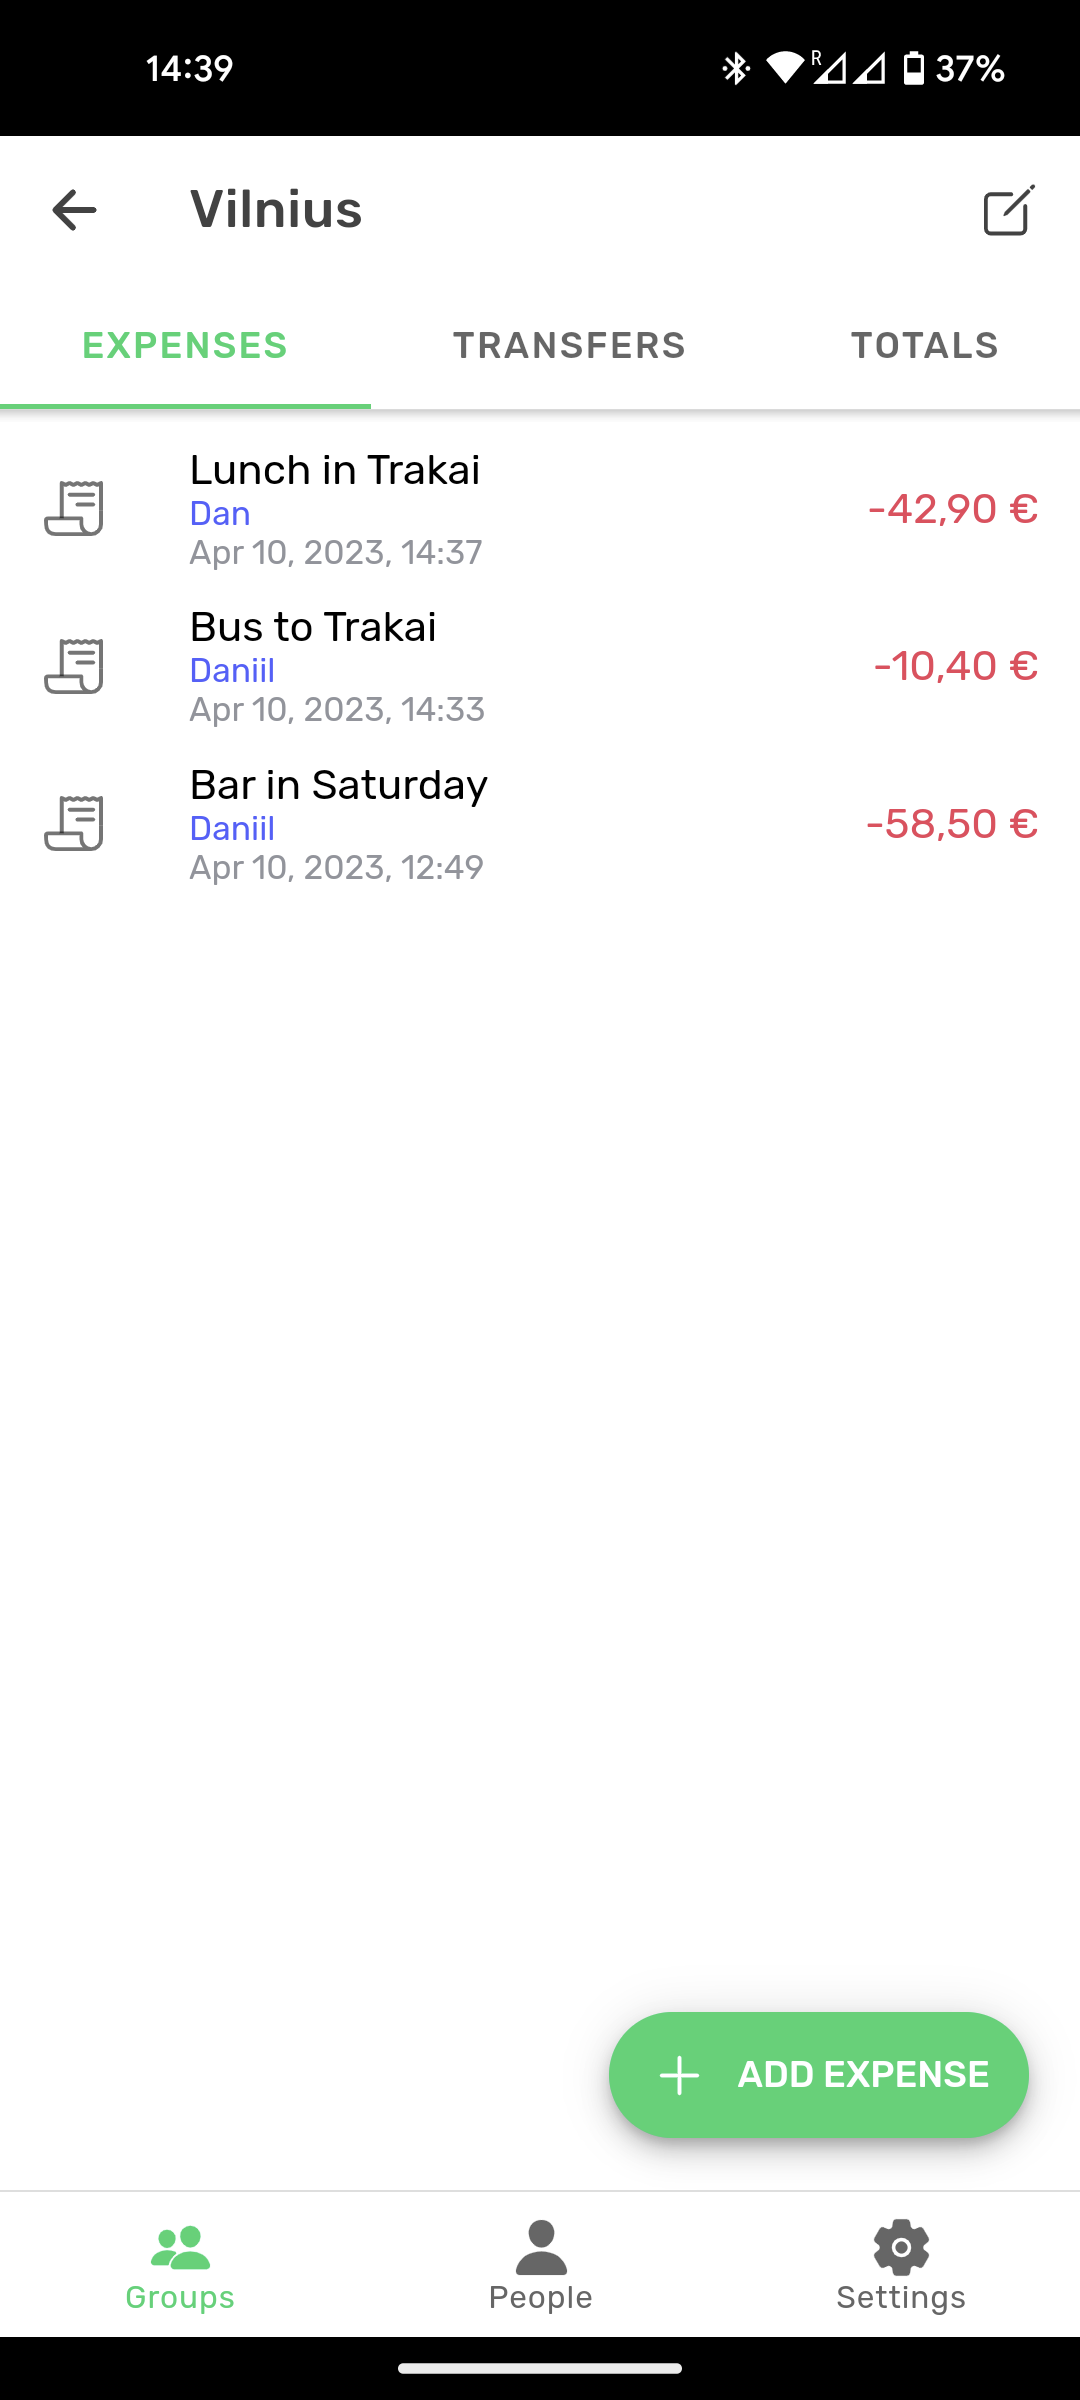 14:39
R 37%
Vilnius
EXPENSES TRANSFERS TOTALS
Lunch in Trakai
Dan
Apr 10, 2023, 14:37
-42,90 €
Bus to Trakai
Daniil
Apr 10, 2023, 14:33
-10,40 €
Bar in Saturday
Daniil
Apr 10, 2023, 12:49
-58,50 €
ADD EXPENSE
Groups People Settings